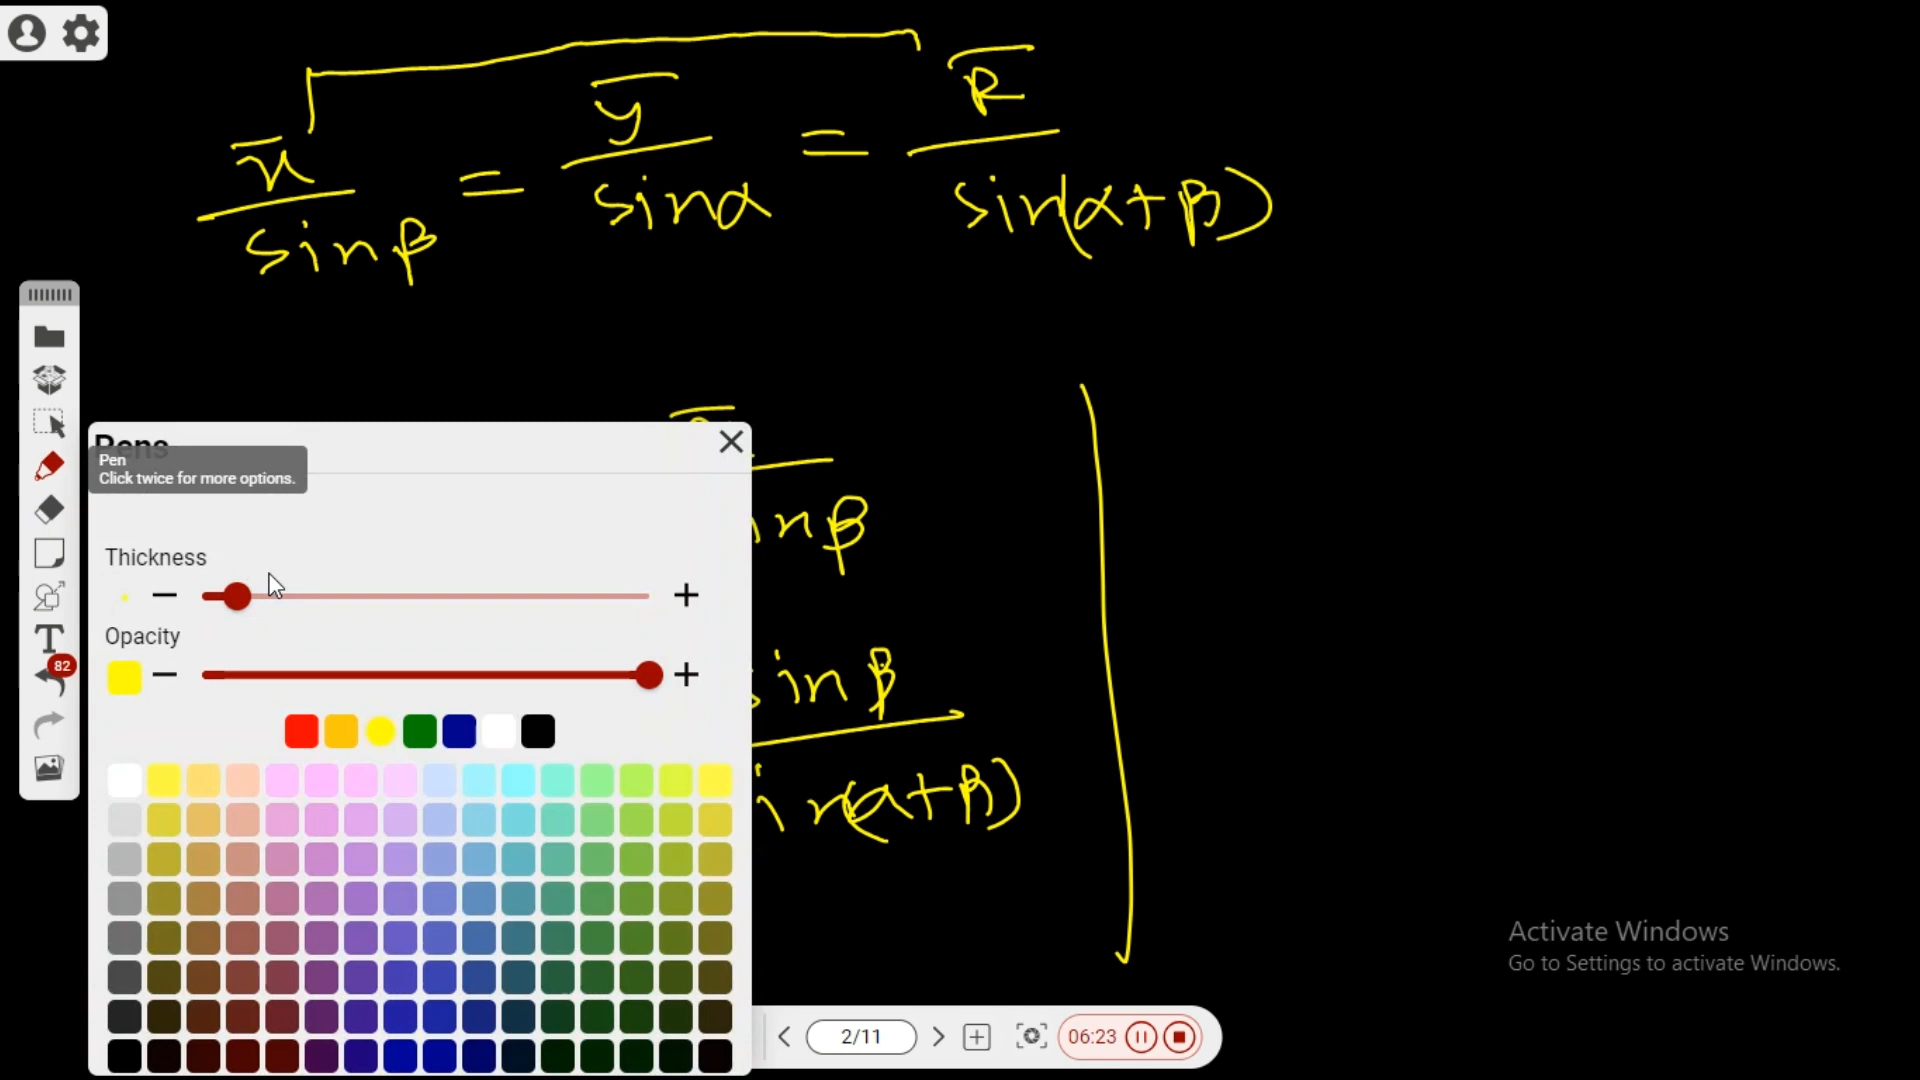 x̄/sinβ = ȳ/sinα = R̄/sin(α+β)
Pens
Pen
Click twice for more options.
inβ
Thickness
Opacity
82
sinβ
in(α+β)
Activate Windows
Go to Settings to activate Windows.
2/11
06:23